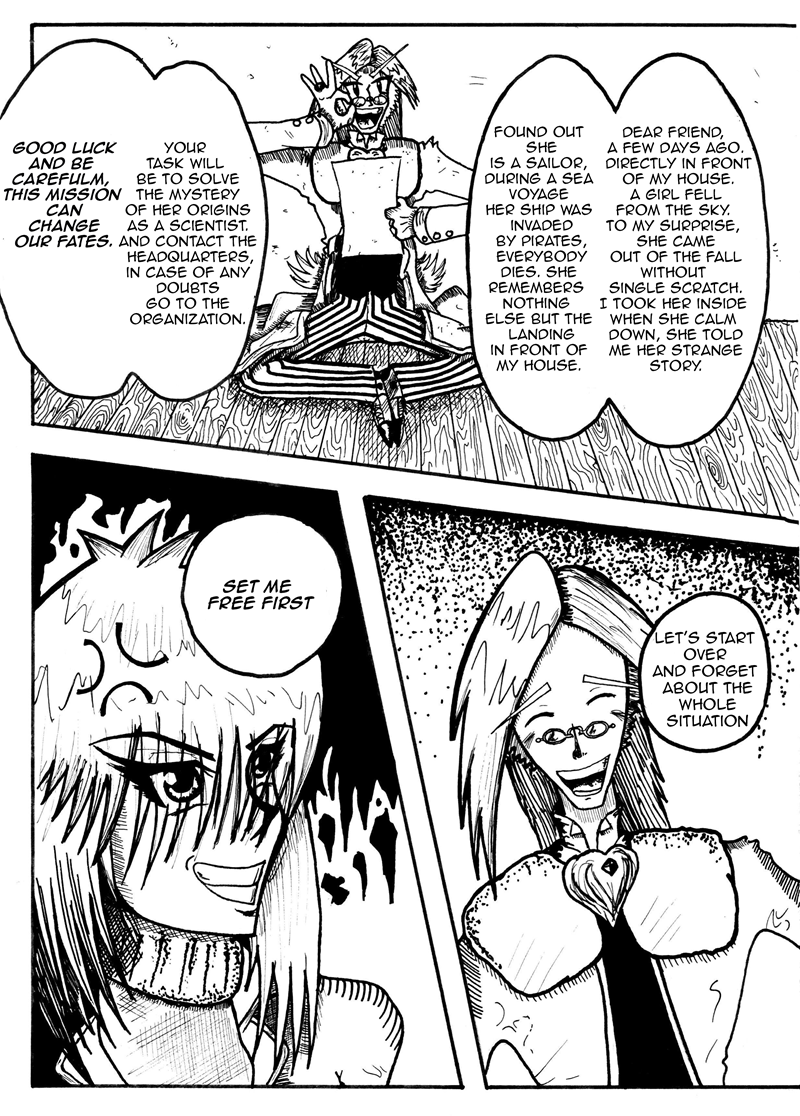 DEAR FRIEND,
A FEW DAYS AGO.
DIRECTLY IN FRONT
OF MY HOUSE.
A GIRL FELL
FROM THE SKY.
TO MY SURPRISE,
SHE CAME
OUT OF THE FALL
WITHOUT
SINGLE SCRATCH.
I TOOK HER INSIDE
WHEN SHE CALM
DOWN, SHE TOLD
ME HER STRANGE
STORY.
FOUND OUT
SHE
IS A SAILOR,
DURING A SEA
VOYAGE
HER SHIP WAS
INVADED
BY PIRATES,
EVERYBODY
DIES. SHE
REMEMBERS
NOTHING
ELSE BUT THE
LANDING
IN FRONT OF
MY HOUSE.
YOUR
TASK WILL
BE TO SOLVE
THE MYSTERY
OF HER ORIGINS
AS A SCIENTIST.
AND CONTACT THE
HEADQUARTERS,
IN CASE OF ANY
DOUBTS
GO TO THE
ORGANIZATION.
GOOD LUCK
AND BE
CAREFULM,
THIS MISSION
CAN
CHANGE
OUR FATES.
LET'S START
OVER
AND FORGET
ABOUT THE
WHOLE
SITUATION
SET ME
FREE FIRST